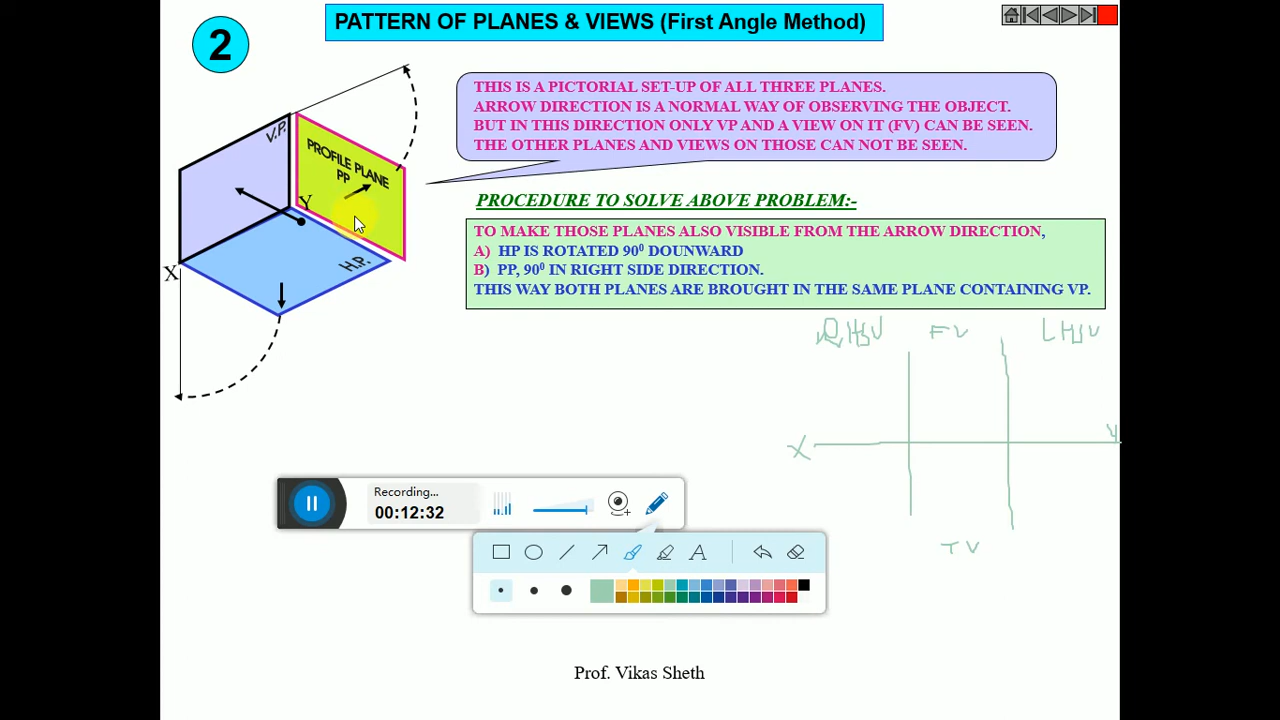 2
PATTERN OF PLANES & VIEWS (First Angle Method)
V.P.
PROFILE PLANE
PP
Y
H.P.
X
THIS IS A PICTORIAL SET-UP OF ALL THREE PLANES.
ARROW DIRECTION IS A NORMAL WAY OF OBSERVING THE OBJECT.
BUT IN THIS DIRECTION ONLY VP AND A VIEW ON IT (FV) CAN BE SEEN.
THE OTHER PLANES AND VIEWS ON THOSE CAN NOT BE SEEN.
PROCEDURE TO SOLVE ABOVE PROBLEM:-
TO MAKE THOSE PLANES ALSO VISIBLE FROM THE ARROW DIRECTION,
A) HP IS ROTATED 90⁰ DOUNWARD
B) PP, 90⁰ IN RIGHT SIDE DIRECTION.
THIS WAY BOTH PLANES ARE BROUGHT IN THE SAME PLANE CONTAINING VP.
RHSV FV LHSV
X y
TV
Recording...
00:12:32
A
Prof. Vikas Sheth